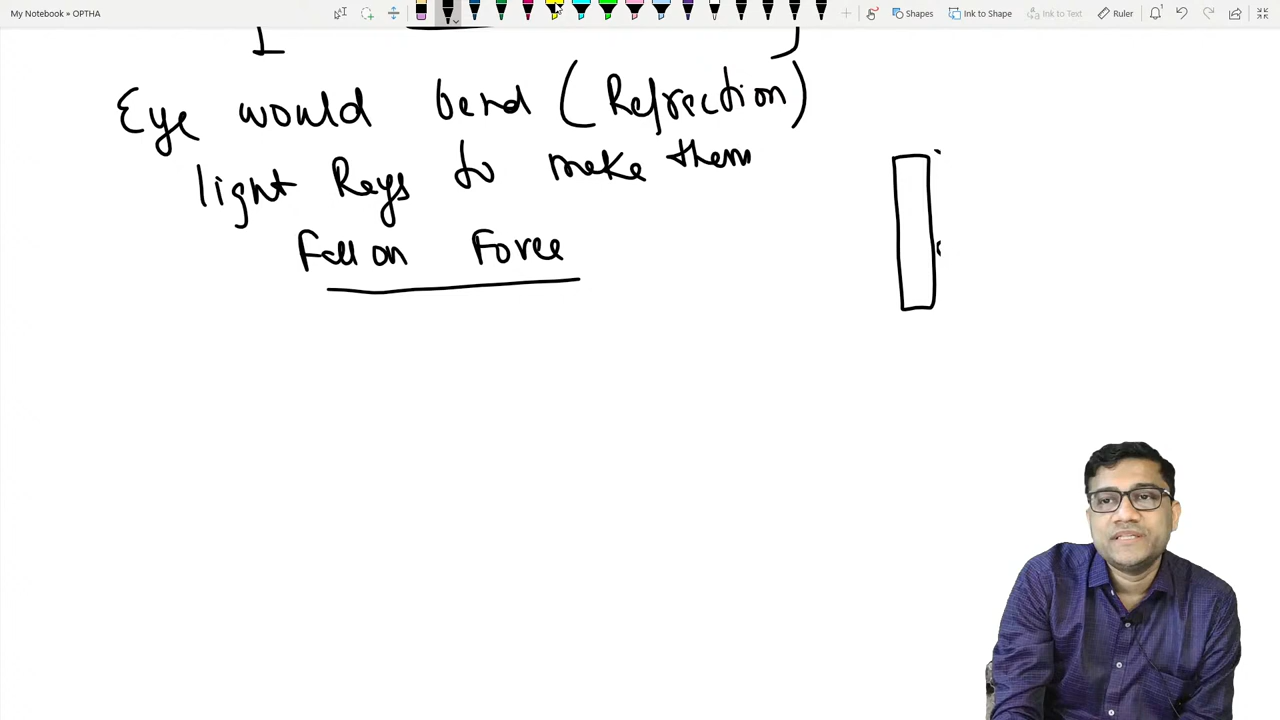 My Notebook » OPTHA
Shapes
Ink to Shape
Ink to Text
Ruler
Eye would bend (Refraction)
light Rays to make them
Fall on Fovea